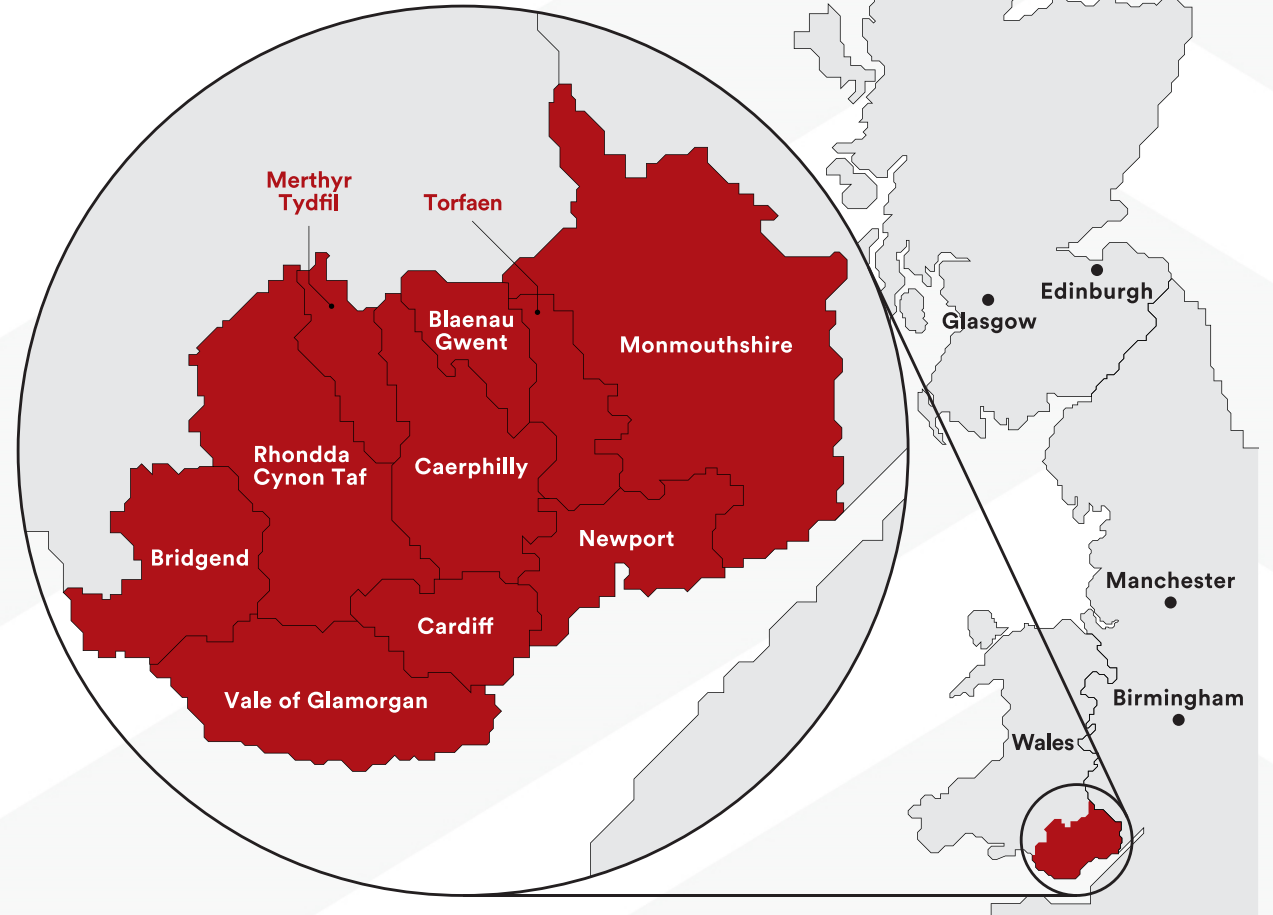 Merthyr
Tydfil
Torfaen
Blaenau
Gwent
Monmouthshire
Rhondda
Cynon Taf
Caerphilly
Newport
Bridgend
Cardiff
Vale of Glamorgan
Edinburgh
Glasgow
Manchester
Birmingham
Wales